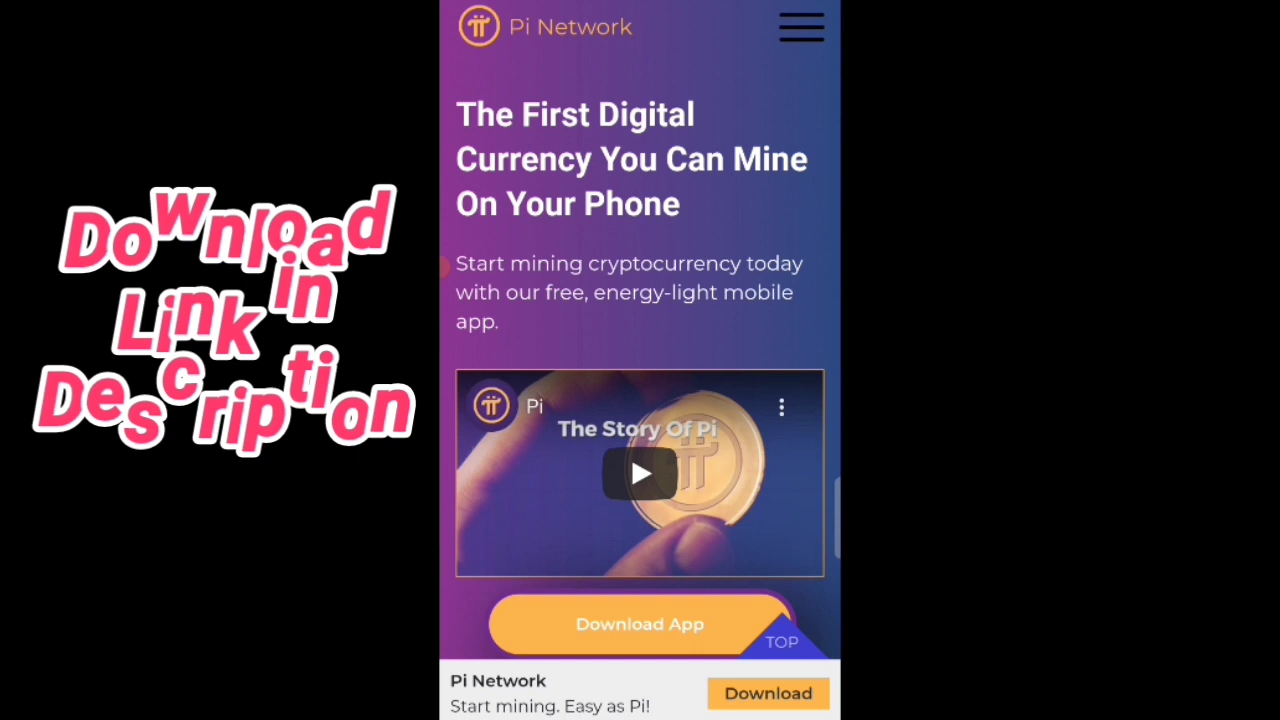 Download
in
Link
Description
Pi Network
The First Digital
Currency You Can Mine
On Your Phone
Start mining cryptocurrency today
with our free, energy-light mobile
app.
Pi
The Story Of Pi
Download App
TOP
Pi Network
Start mining. Easy as Pi!
Download